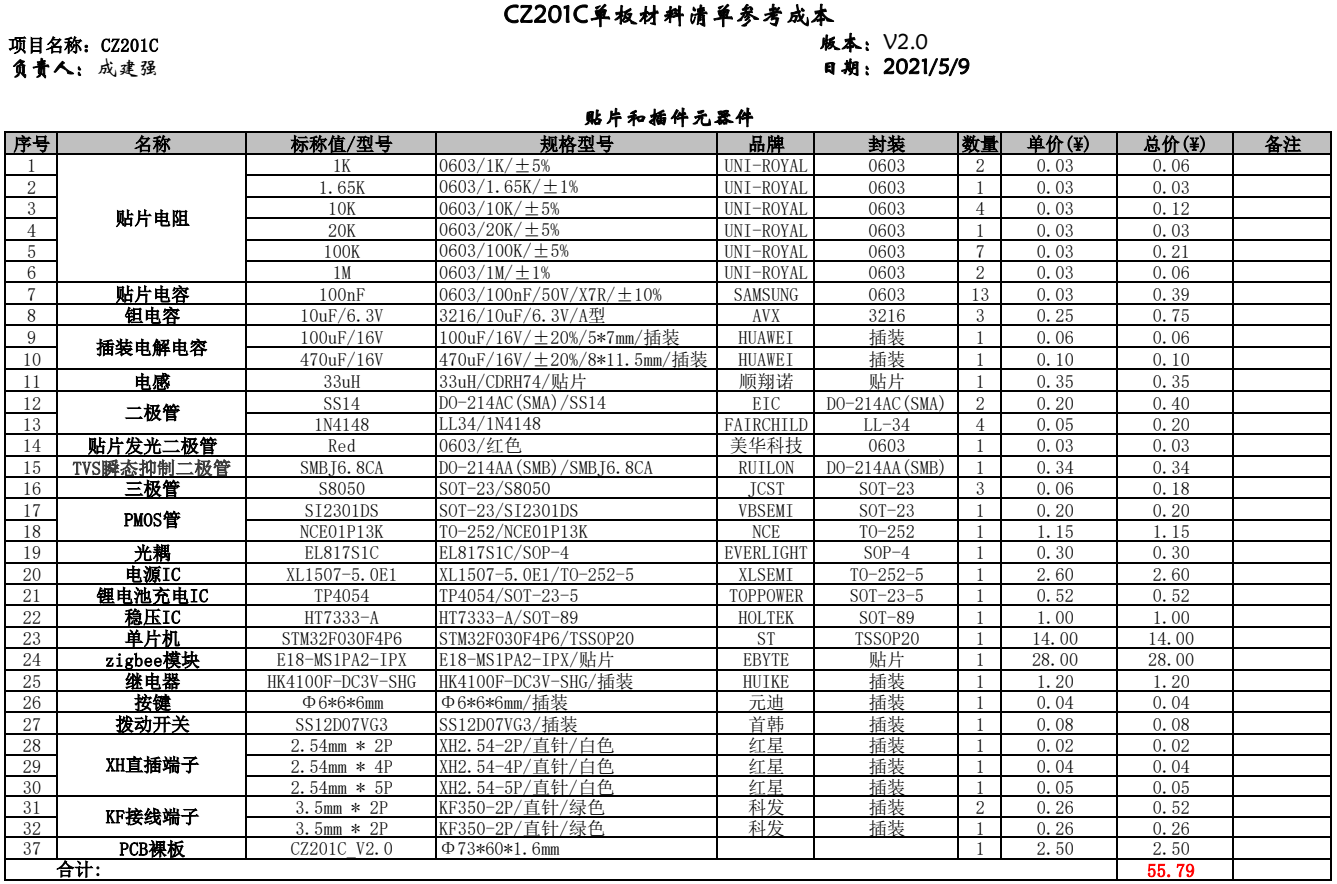 CZ201C单板材料清单参考成本
项目名称：CZ201C 版本：V2.0
负责人：成建强 日期：2021/5/9
贴片和插件元器件
序号 名称 标称值/型号 规格型号 品牌 封装 数量 单价(¥) 总价(¥) 备注
1 贴片电阻 1K 0603/1K/±5% UNI-ROYAL 0603 2 0.03 0.06
2 1.65K 0603/1.65K/±1% UNI-ROYAL 0603 1 0.03 0.03
3 10K 0603/10K/±5% UNI-ROYAL 0603 4 0.03 0.12
4 20K 0603/20K/±5% UNI-ROYAL 0603 1 0.03 0.03
5 100K 0603/100K/±5% UNI-ROYAL 0603 7 0.03 0.21
6 1M 0603/1M/±1% UNI-ROYAL 0603 2 0.03 0.06
7 贴片电容 100nF 0603/100nF/50V/X7R/±10% SAMSUNG 0603 13 0.03 0.39
8 钽电容 10uF/6.3V 3216/10uF/6.3V/A型 AVX 3216 3 0.25 0.75
9 插装电解电容 100uF/16V 100uF/16V/±20%/5*7mm/插装 HUAWEI 插装 1 0.06 0.06
10 470uF/16V 470uF/16V/±20%/8*11.5mm/插装 HUAWEI 插装 1 0.10 0.10
11 电感 33uH 33uH/CDRH74/贴片 顺翔诺 贴片 1 0.35 0.35
12 二极管 SS14 DO-214AC(SMA)/SS14 EIC DO-214AC(SMA) 2 0.20 0.40
13 1N4148 LL34/1N4148 FAIRCHILD LL-34 4 0.05 0.20
14 贴片发光二极管 Red 0603/红色 美华科技 0603 1 0.03 0.03
15 TVS瞬态抑制二极管 SMBJ6.8CA DO-214AA(SMB)/SMBJ6.8CA RUILON DO-214AA(SMB) 1 0.34 0.34
16 三极管 S8050 SOT-23/S8050 JCST SOT-23 3 0.06 0.18
17 PMOS管 SI2301DS SOT-23/SI2301DS VBSEMI SOT-23 1 0.20 0.20
18 NCE01P13K TO-252/NCE01P13K NCE TO-252 1 1.15 1.15
19 光耦 EL817S1C EL817S1C/SOP-4 EVERLIGHT SOP-4 1 0.30 0.30
20 电源IC XL1507-5.0E1 XL1507-5.0E1/TO-252-5 XLSEMI TO-252-5 1 2.60 2.60
21 锂电池充电IC TP4054 TP4054/SOT-23-5 TOPPOWER SOT-23-5 1 0.52 0.52
22 稳压IC HT7333-A HT7333-A/SOT-89 HOLTEK SOT-89 1 1.00 1.00
23 单片机 STM32F030F4P6 STM32F030F4P6/TSSOP20 ST TSSOP20 1 14.00 14.00
24 zigbee模块 E18-MS1PA2-IPX E18-MS1PA2-IPX/贴片 EBYTE 贴片 1 28.00 28.00
25 继电器 HK4100F-DC3V-SHG HK4100F-DC3V-SHG/插装 HUIKE 插装 1 1.20 1.20
26 按键 Φ6*6*6mm Φ6*6*6mm/插装 元迪 插装 1 0.04 0.04
27 拨动开关 SS12D07VG3 SS12D07VG3/插装 首韩 插装 1 0.08 0.08
28 XH直插端子 2.54mm * 2P XH2.54-2P/直针/白色 红星 插装 1 0.02 0.02
29 2.54mm * 4P XH2.54-4P/直针/白色 红星 插装 1 0.04 0.04
30 2.54mm * 5P XH2.54-5P/直针/白色 红星 插装 1 0.05 0.05
31 KF接线端子 3.5mm * 2P KF350-2P/直针/绿色 科发 插装 2 0.26 0.52
32 3.5mm * 2P KF350-2P/直针/绿色 科发 插装 1 0.26 0.26
37 PCB裸板 CZ201C_V2.0 Φ73*60*1.6mm 1 2.50 2.50
合计: 55.79